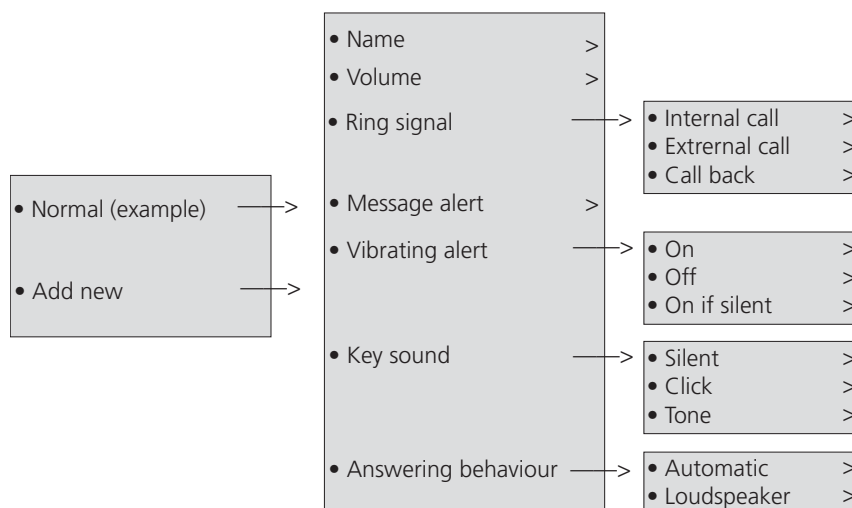 • Name >
• Volume >
• Ring signal >
• Internal call >
• Extrernal call >
• Call back >
• Normal (example) >
• Add new >
• Message alert >
• Vibrating alert >
• On >
• Off >
• On if silent >
• Key sound >
• Silent >
• Click >
• Tone >
• Answering behaviour >
• Automatic >
• Loudspeaker >